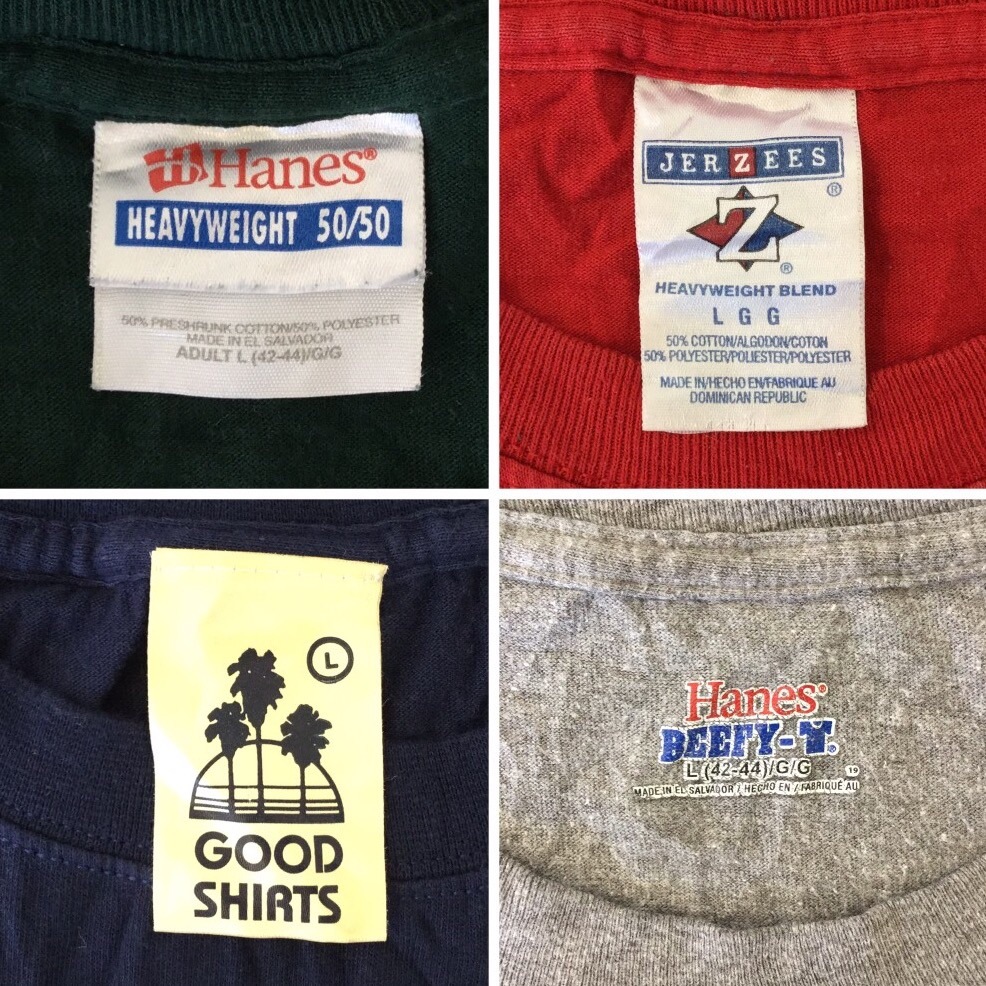 Hanes®
HEAVYWEIGHT 50/50
50% PRESHRUNK COTTON/50% POLYESTER
MADE IN EL SALVADOR
ADULT L (42-44)/G/G
JERZEES
®
Z
®
HEAVYWEIGHT BLEND
L G G
50% COTTON/ALGODON/COTON
50% POLYESTER/POLIESTER/POLYESTER
MADE IN/HECHO EN/FABRIQUE AU
DOMINICAN REPUBLIC
L
GOOD
SHIRTS
Hanes®
BEEFY-T®
L (42-44)/G/G
19
MADE IN EL SALVADOR / HECHO EN / FABRIQUÉ AU